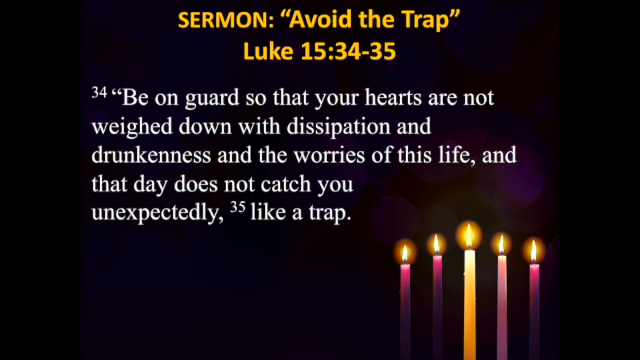 SERMON: “Avoid the Trap”
Luke 15:34-35
34 “Be on guard so that your hearts are not
weighed down with dissipation and
drunkenness and the worries of this life, and
that day does not catch you
unexpectedly, 35 like a trap.